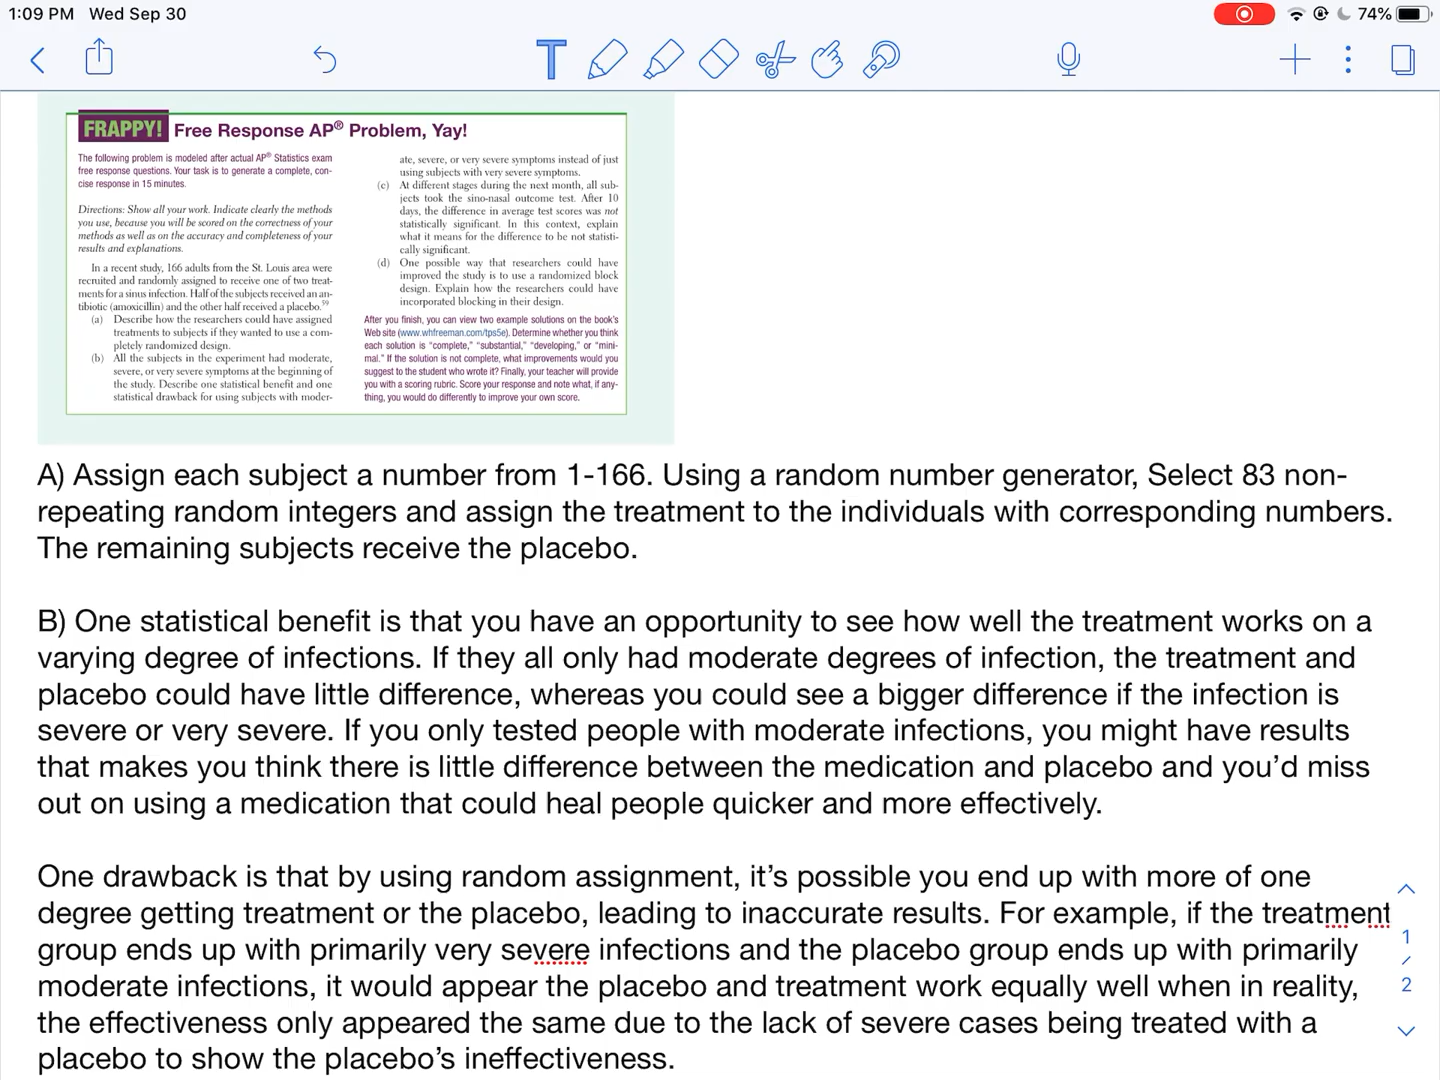 1:09 PM Wed Sep 30
74%
FRAPPY! Free Response AP® Problem, Yay!
The following problem is modeled after actual AP® Statistics exam
free response questions. Your task is to generate a complete, con-
cise response in 15 minutes.
Directions: Show all your work. Indicate clearly the methods
you use, because you will be scored on the correctness of your
methods as well as on the accuracy and completeness of your
results and explanations.
In a recent study, 166 adults from the St. Louis area were
recruited and randomly assigned to receive one of two treat-
ments for a sinus infection. Half of the subjects received an an-
tibiotic (amoxicillin) and the other half received a placebo.59
(a) Describe how the researchers could have assigned
treatments to subjects if they wanted to use a com-
pletely randomized design.
(b) All the subjects in the experiment had moderate,
severe, or very severe symptoms at the beginning of
the study. Describe one statistical benefit and one
statistical drawback for using subjects with moder-
ate, severe, or very severe symptoms instead of just
using subjects with very severe symptoms.
(c) At different stages during the next month, all sub-
jects took the sino-nasal outcome test. After 10
days, the difference in average test scores was not
statistically significant. In this context, explain
what it means for the difference to be not statisti-
cally significant.
(d) One possible way that researchers could have
improved the study is to use a randomized block
design. Explain how the researchers could have
incorporated blocking in their design.
After you finish, you can view two example solutions on the book's
Web site (www.whfreeman.com/tps5e). Determine whether you think
each solution is "complete," "substantial," "developing," or "mini-
mal." If the solution is not complete, what improvements would you
suggest to the student who wrote it? Finally, your teacher will provide
you with a scoring rubric. Score your response and note what, if any-
thing, you would do differently to improve your own score.
A) Assign each subject a number from 1-166. Using a random number generator, Select 83 non-
repeating random integers and assign the treatment to the individuals with corresponding numbers.
The remaining subjects receive the placebo.
B) One statistical benefit is that you have an opportunity to see how well the treatment works on a
varying degree of infections. If they all only had moderate degrees of infection, the treatment and
placebo could have little difference, whereas you could see a bigger difference if the infection is
severe or very severe. If you only tested people with moderate infections, you might have results
that makes you think there is little difference between the medication and placebo and you'd miss
out on using a medication that could heal people quicker and more effectively.
One drawback is that by using random assignment, it's possible you end up with more of one
degree getting treatment or the placebo, leading to inaccurate results. For example, if the treatment
group ends up with primarily very severe infections and the placebo group ends up with primarily
moderate infections, it would appear the placebo and treatment work equally well when in reality,
the effectiveness only appeared the same due to the lack of severe cases being treated with a
placebo to show the placebo's ineffectiveness.
1
/
2